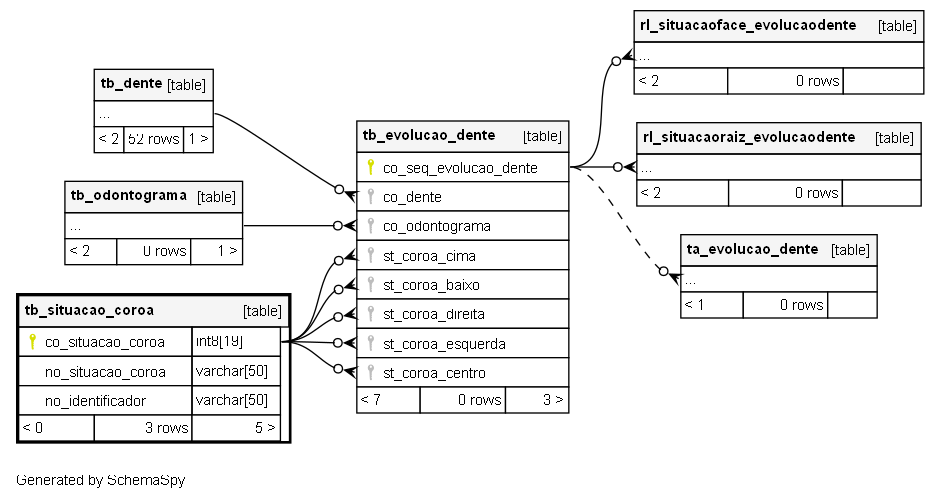 rl_situacaoface_evolucaodente [table]
...
< 2 0 rows
tb_dente [table]
...
< 2 52 rows 1 >
tb_evolucao_dente [table]
co_seq_evolucao_dente
co_dente
co_odontograma
st_coroa_cima
st_coroa_baixo
st_coroa_direita
st_coroa_esquerda
st_coroa_centro
< 7 0 rows 3 >
rl_situacaoraiz_evolucaodente [table]
...
< 2 0 rows
tb_odontograma [table]
...
< 2 0 rows 1 >
ta_evolucao_dente [table]
...
< 1 0 rows
tb_situacao_coroa [table]
co_situacao_coroa int8[19]
no_situacao_coroa varchar[50]
no_identificador varchar[50]
< 0 3 rows 5 >
Generated by SchemaSpy